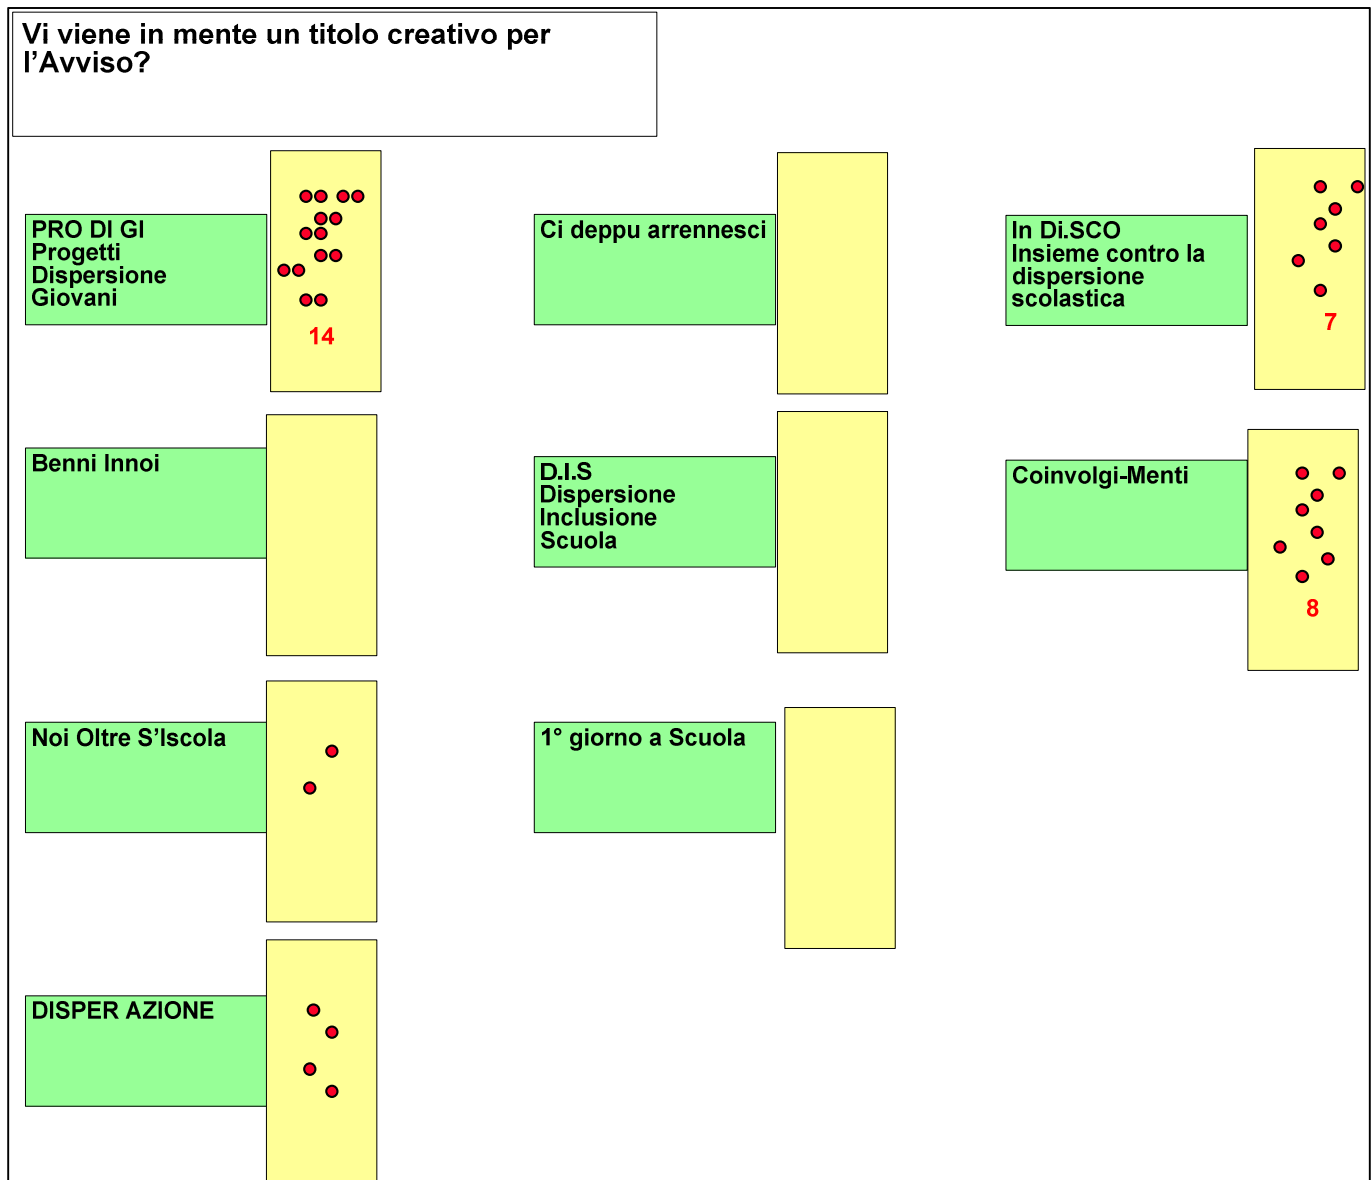 Vi viene in mente un titolo creativo per
l'Avviso?
PRO DI GI
Progetti
Dispersione
Giovani
14
Ci deppu arrennesci
In Di.SCO
Insieme contro la
dispersione
scolastica
7
Benni Innoi
D.I.S
Dispersione
Inclusione
Scuola
Coinvolgi-Menti
8
Noi Oltre S'Iscola
1° giorno a Scuola
DISPER AZIONE